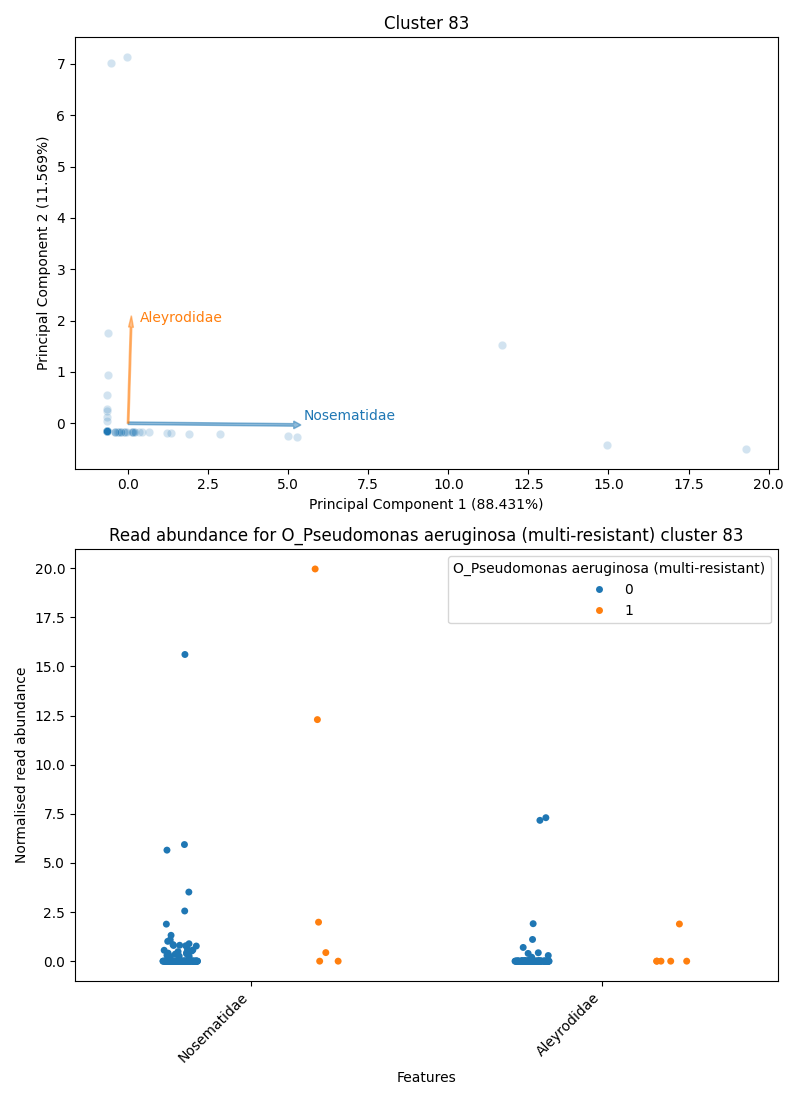 Cluster 83
Principal Component 2 (11.569%)
7
6
5
4
3
2
1
0
Aleyrodidae
Nosematidae
0.0 2.5 5.0 7.5 10.0 12.5 15.0 17.5 20.0
Principal Component 1 (88.431%)
Read abundance for O_Pseudomonas aeruginosa (multi-resistant) cluster 83
Normalised read abundance
20.0
17.5
15.0
12.5
10.0
7.5
5.0
2.5
0.0
O_Pseudomonas aeruginosa (multi-resistant)
0
1
Nosematidae
Aleyrodidae
Features